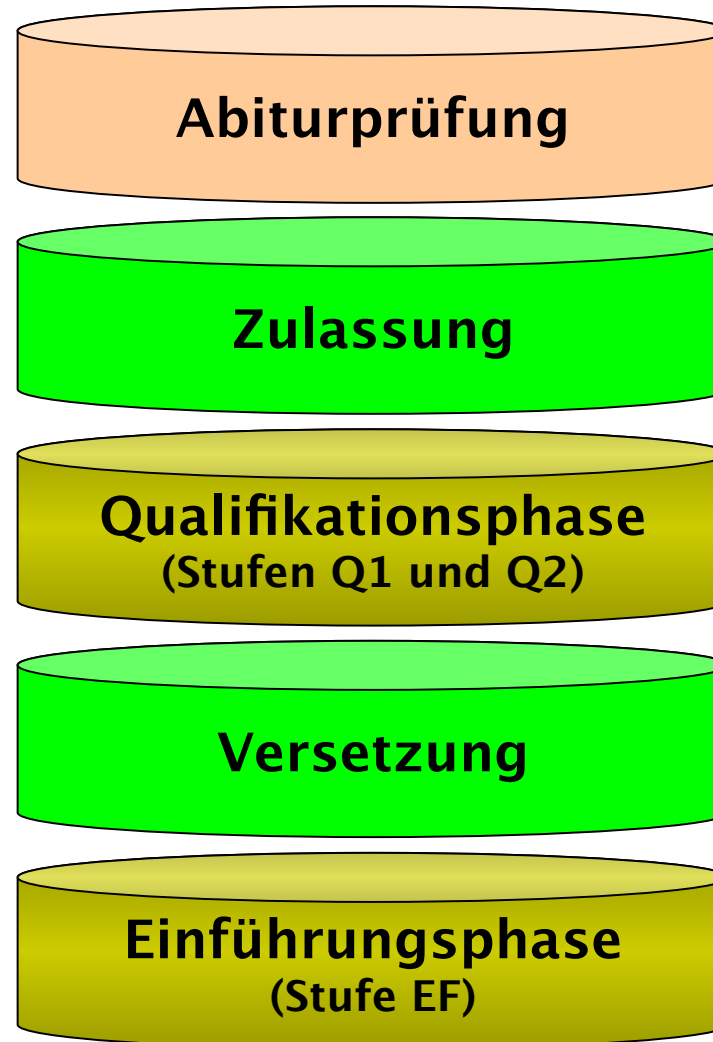 Abiturprüfung
Zulassung
Qualifikationsphase
(Stufen Q1 und Q2)
Versetzung
Einführungsphase
(Stufe EF)